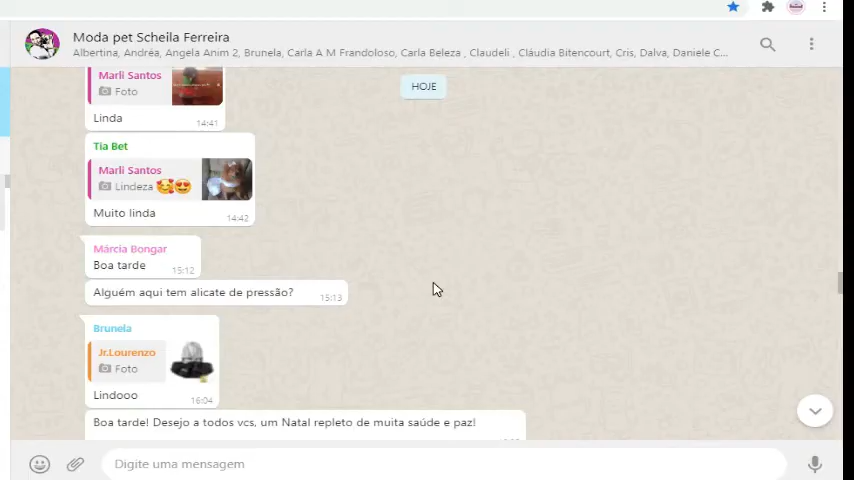 Moda pet Scheila Ferreira
Albertina, Andréa, Angela Anim 2, Brunela, Carla A M Frandoloso, Carla Beleza , Claudeli , Cláudia Bitencourt, Cris, Dalva, Daniele C...
HOJE
Marli Santos
Foto
Linda
14:41
Tia Bet
Marli Santos
Lindeza 🥰😍
Muito linda
14:42
Márcia Bongar
Boa tarde
15:12
Alguém aqui tem alicate de pressão?
15:13
Brunela
Jr.Lourenzo
Foto
Lindooo
16:04
Boa tarde! Desejo a todos vcs, um Natal repleto de muita saúde e paz!
Digite uma mensagem